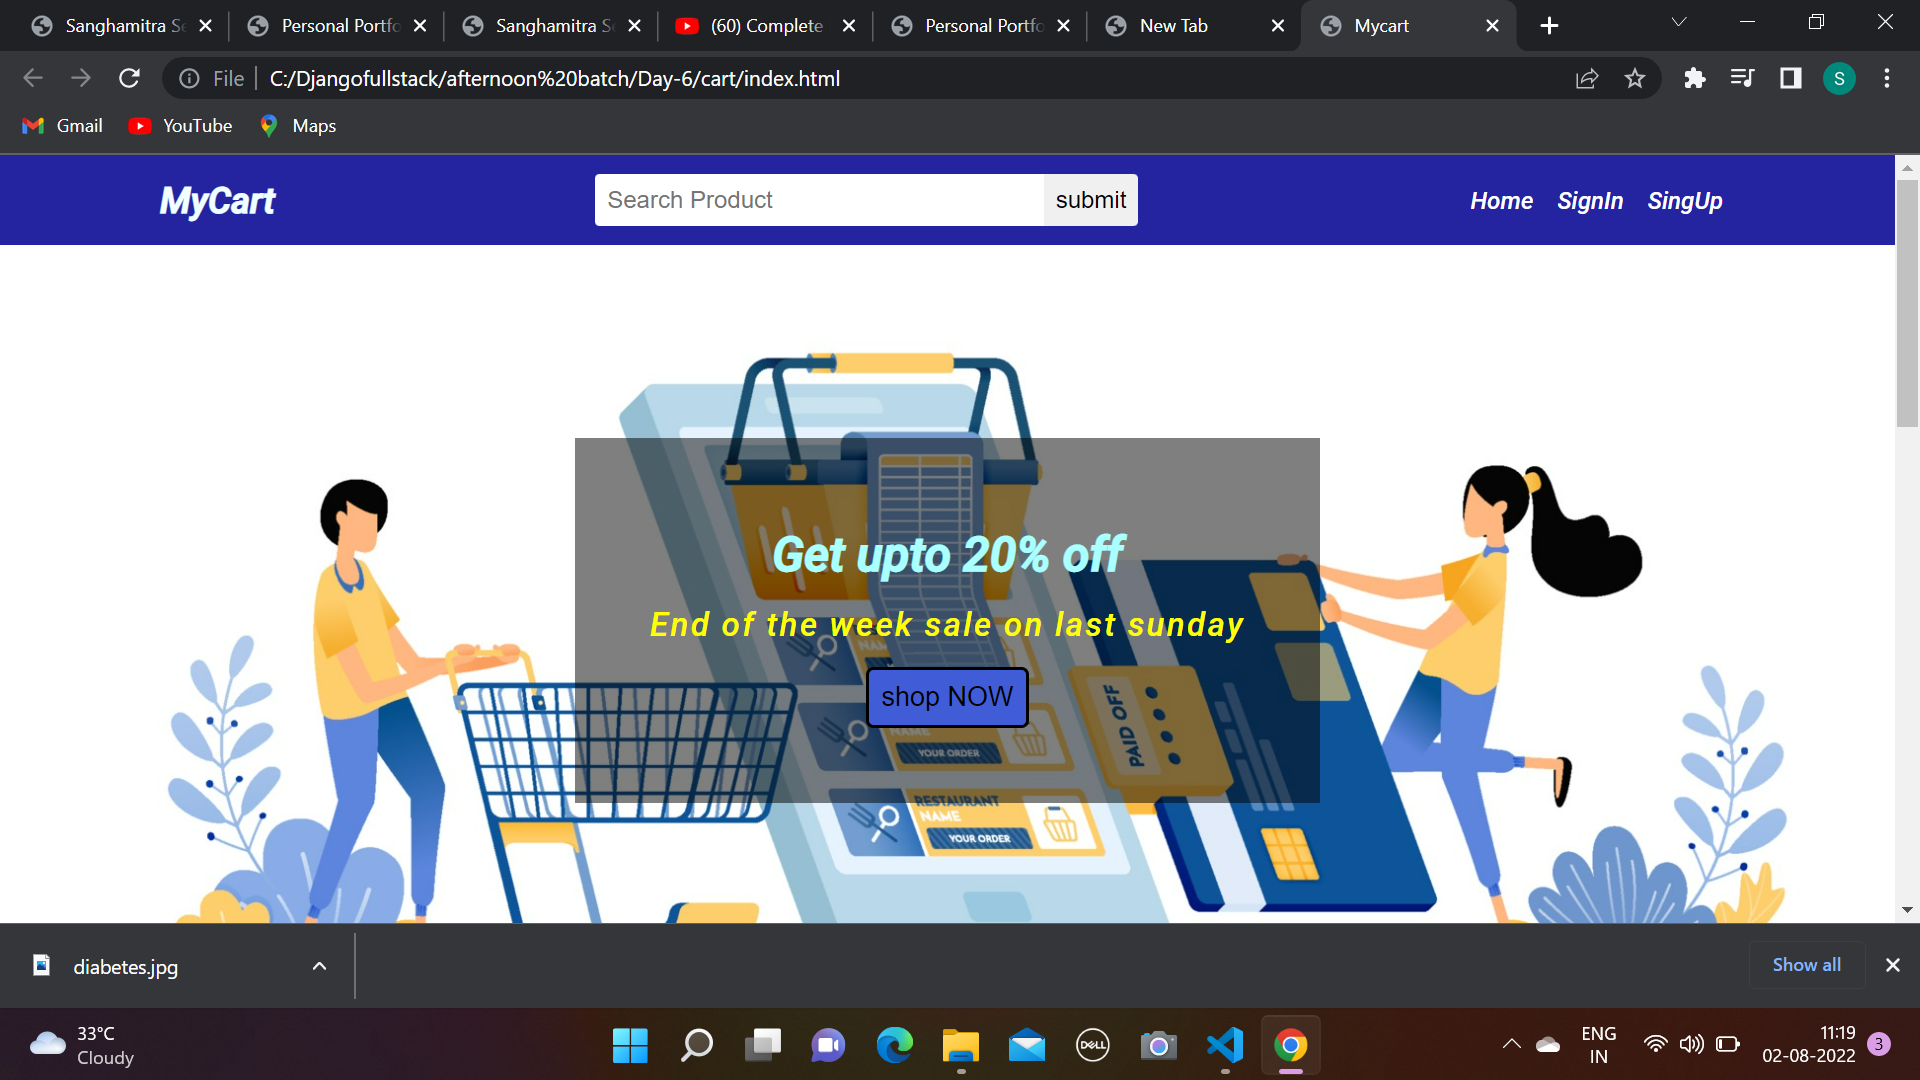 Sanghamitra Se
Personal Portfo
Sanghamitra Se
(60) Complete
Personal Portfo
New Tab
Mycart
File
C:/Djangofullstack/afternoon%20batch/Day-6/cart/index.html
S
Gmail
YouTube
Maps
MyCart
Search Product
submit
Home
SignIn
SingUp
Get upto 20% off
End of the week sale on last sunday
shop NOW
PAID OFF
NAME
YOUR ORDER
RESTAURANT
NAME
YOUR ORDER
diabetes.jpg
Show all
33°C
Cloudy
DELL
ENG
IN
11:19
02-08-2022
3